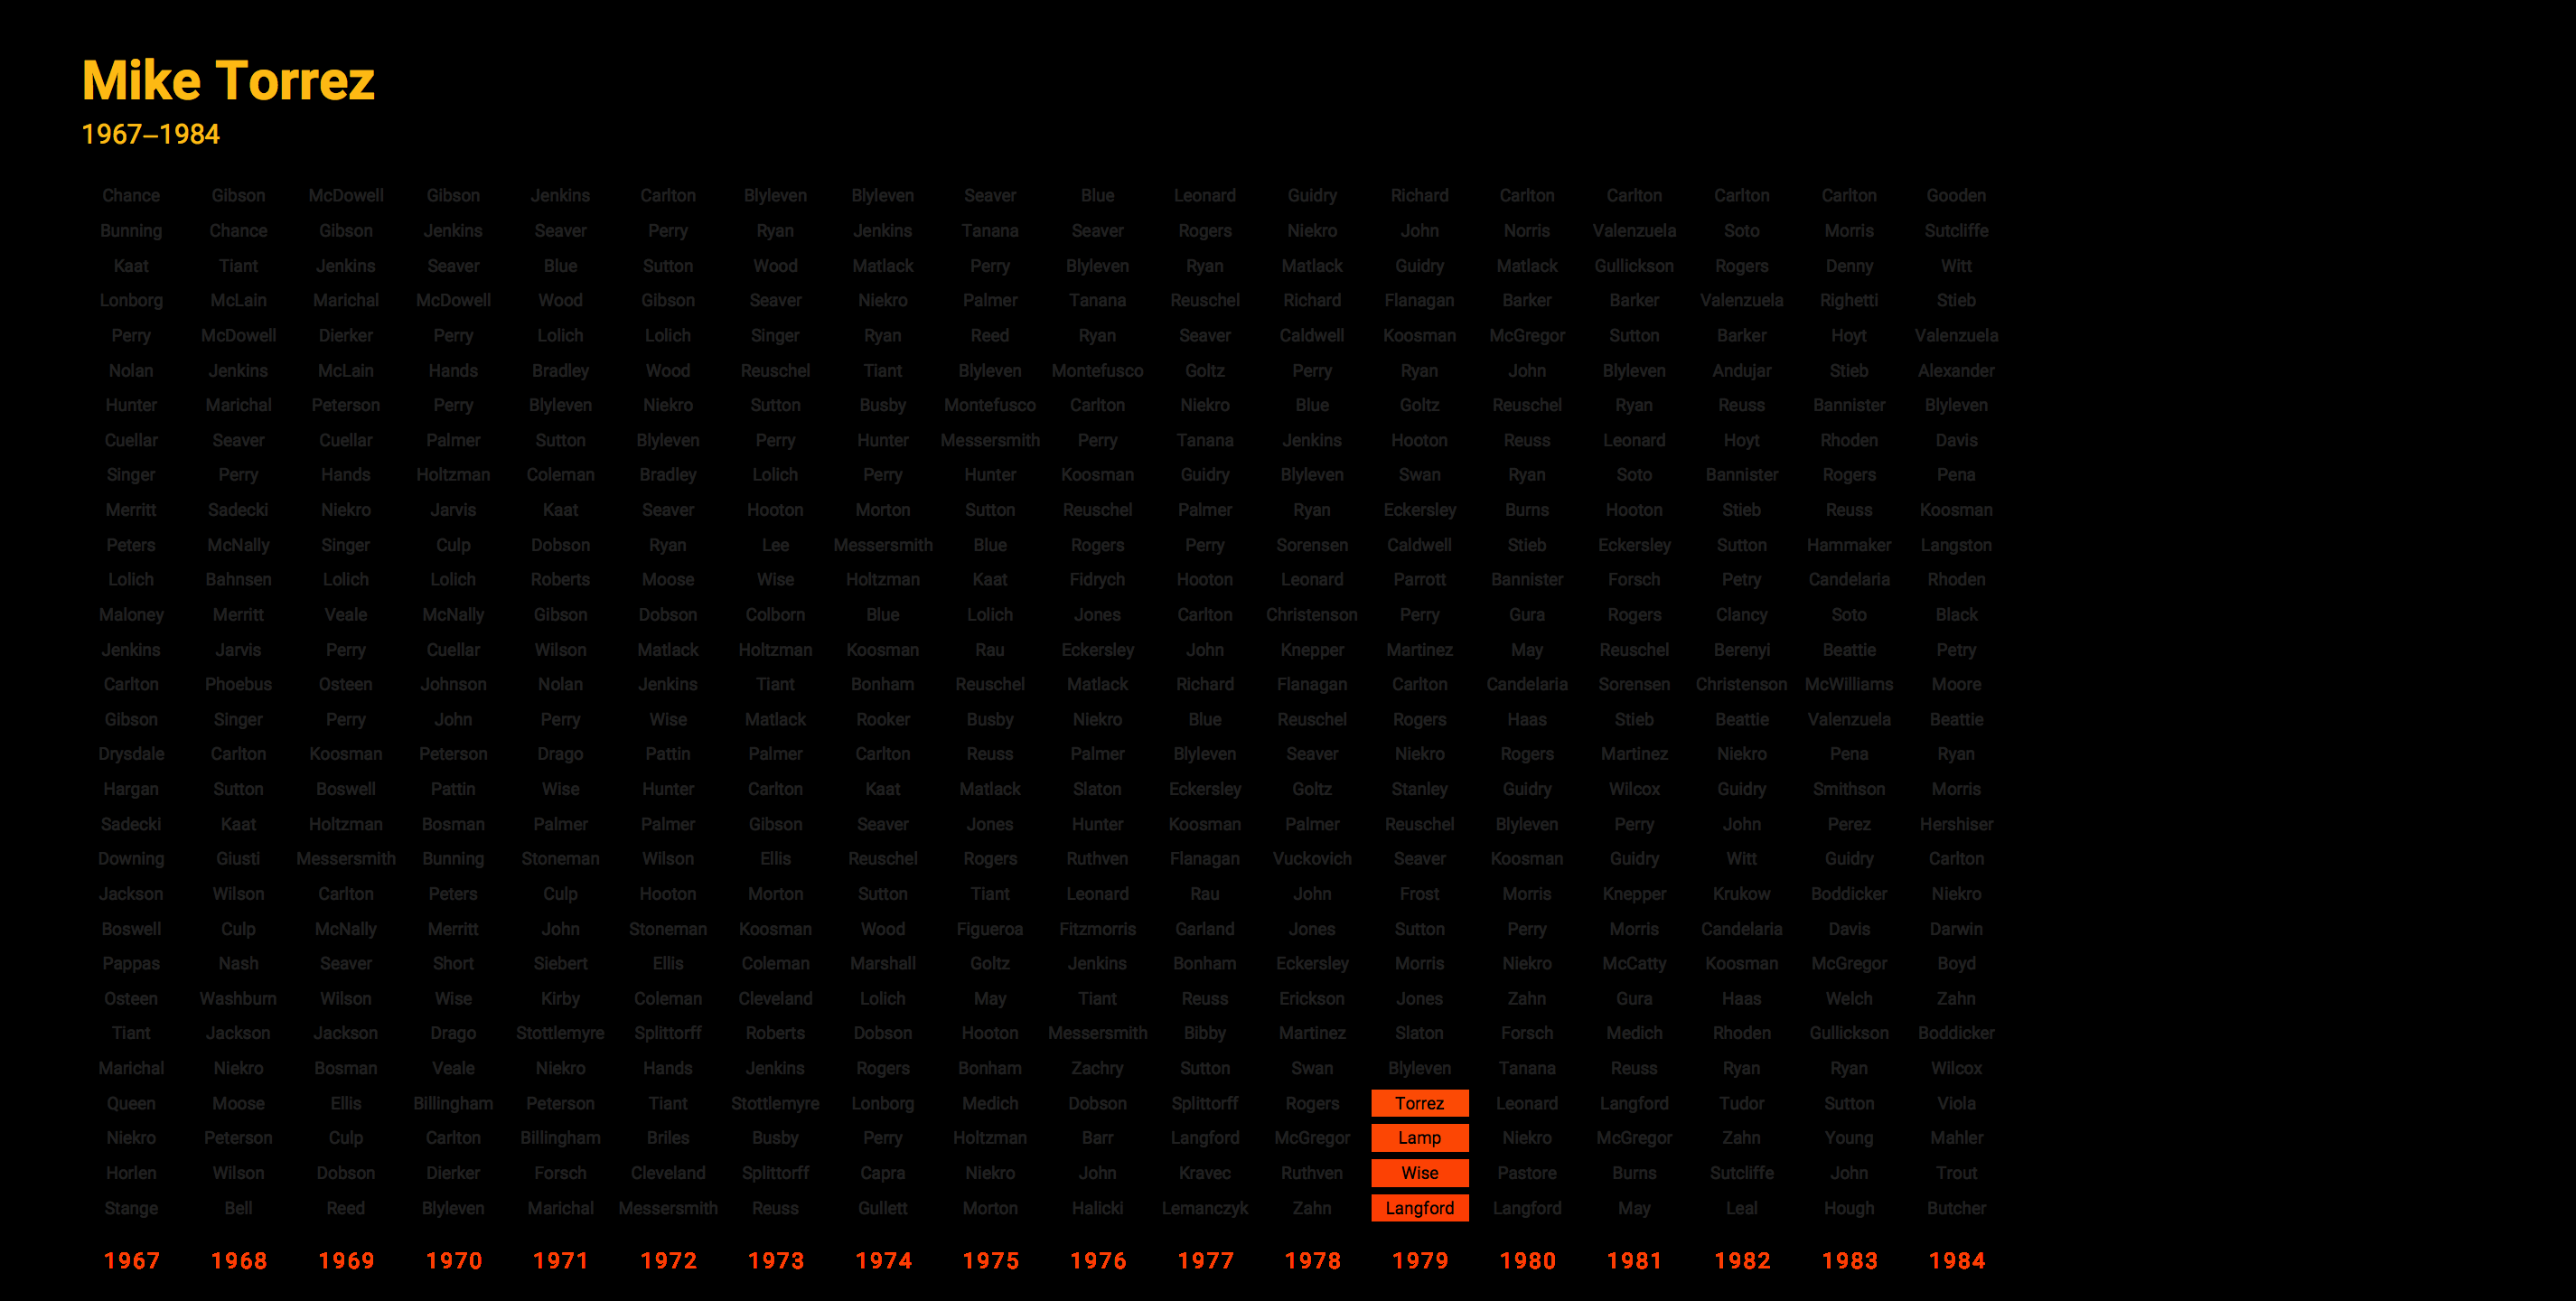 Mike Torrez
1967–1984
Chance Gibson McDowell Gibson Jenkins Carlton Blyleven Blyleven Seaver Blue Leonard Guidry Richard Carlton Carlton Carlton Carlton Gooden
Bunning Chance Gibson Jenkins Seaver Perry Ryan Jenkins Tanana Seaver Rogers Niekro John Norris Valenzuela Soto Morris Sutcliffe
Kaat Tiant Jenkins Seaver Blue Sutton Wood Matlack Perry Blyleven Ryan Matlack Guidry Matlack Gullickson Rogers Denny Witt
Lonborg McLain Marichal McDowell Wood Gibson Seaver Niekro Palmer Tanana Reuschel Richard Flanagan Barker Barker Valenzuela Righetti Stieb
Perry McDowell Dierker Perry Lolich Lolich Singer Ryan Reed Ryan Seaver Caldwell Koosman McGregor Sutton Barker Hoyt Valenzuela
Nolan Jenkins McLain Hands Bradley Wood Reuschel Tiant Blyleven Montefusco Goltz Perry Ryan John Blyleven Andujar Stieb Alexander
Hunter Marichal Peterson Perry Blyleven Niekro Sutton Busby Montefusco Carlton Niekro Blue Goltz Reuschel Ryan Reuss Bannister Blyleven
Cuellar Seaver Cuellar Palmer Sutton Blyleven Perry Hunter Messersmith Perry Tanana Jenkins Hooton Reuss Leonard Hoyt Rhoden Davis
Singer Perry Hands Holtzman Coleman Bradley Lolich Perry Hunter Koosman Guidry Blyleven Swan Ryan Soto Bannister Rogers Pena
Merritt Sadecki Niekro Jarvis Kaat Seaver Hooton Morton Sutton Reuschel Palmer Ryan Eckersley Burns Hooton Stieb Reuss Koosman
Peters McNally Singer Culp Dobson Ryan Lee Messersmith Blue Rogers Perry Sorensen Caldwell Stieb Eckersley Sutton Hammaker Langston
Lolich Bahnsen Lolich Lolich Roberts Moose Wise Holtzman Kaat Fidrych Hooton Leonard Parrott Bannister Forsch Petry Candelaria Rhoden
Maloney Merritt Veale McNally Gibson Dobson Colborn Blue Lolich Jones Carlton Christenson Perry Gura Rogers Clancy Soto Black
Jenkins Jarvis Perry Cuellar Wilson Matlack Holtzman Koosman Rau Eckersley John Knepper Martinez May Reuschel Berenyi Beattie Petry
Carlton Phoebus Osteen Johnson Nolan Jenkins Tiant Bonham Reuschel Matlack Richard Flanagan Carlton Candelaria Sorensen Christenson McWilliams Moore
Gibson Singer Perry John Perry Wise Matlack Rooker Busby Niekro Blue Reuschel Rogers Haas Stieb Beattie Valenzuela Beattie
Drysdale Carlton Koosman Peterson Drago Pattin Palmer Carlton Reuss Palmer Blyleven Seaver Niekro Rogers Martinez Niekro Pena Ryan
Hargan Sutton Boswell Pattin Wise Hunter Carlton Kaat Matlack Slaton Eckersley Goltz Stanley Guidry Wilcox Guidry Smithson Morris
Sadecki Kaat Holtzman Bosman Palmer Palmer Gibson Seaver Jones Hunter Koosman Palmer Reuschel Blyleven Perry John Perez Hershiser
Downing Giusti Messersmith Bunning Stoneman Wilson Ellis Reuschel Rogers Ruthven Flanagan Vuckovich Seaver Koosman Guidry Witt Guidry Carlton
Jackson Wilson Carlton Peters Culp Hooton Morton Sutton Tiant Leonard Rau John Frost Morris Knepper Krukow Boddicker Niekro
Boswell Culp McNally Merritt John Stoneman Koosman Wood Figueroa Fitzmorris Garland Jones Sutton Perry Morris Candelaria Davis Darwin
Pappas Nash Seaver Short Siebert Ellis Coleman Marshall Goltz Jenkins Bonham Eckersley Morris Niekro McCatty Koosman McGregor Boyd
Osteen Washburn Wilson Wise Kirby Coleman Cleveland Lolich May Tiant Reuss Erickson Jones Zahn Gura Haas Welch Zahn
Tiant Jackson Jackson Drago Stottlemyre Splittorff Roberts Dobson Hooton Messersmith Bibby Martinez Slaton Forsch Medich Rhoden Gullickson Boddicker
Marichal Niekro Bosman Veale Niekro Hands Jenkins Rogers Bonham Zachry Sutton Swan Blyleven Tanana Reuss Ryan Ryan Wilcox
Queen Moose Ellis Billingham Peterson Tiant Stottlemyre Lonborg Medich Dobson Splittorff Rogers Torrez Leonard Langford Tudor Sutton Viola
Niekro Peterson Culp Carlton Billingham Briles Busby Perry Holtzman Barr Langford McGregor Lamp Niekro McGregor Zahn Young Mahler
Horlen Wilson Dobson Dierker Forsch Cleveland Splittorff Capra Niekro John Kravec Ruthven Wise Pastore Burns Sutcliffe John Trout
Stange Bell Reed Blyleven Marichal Messersmith Reuss Gullett Morton Halicki Lemanczyk Zahn Langford Langford May Leal Hough Butcher
1967 1968 1969 1970 1971 1972 1973 1974 1975 1976 1977 1978 1979 1980 1981 1982 1983 1984